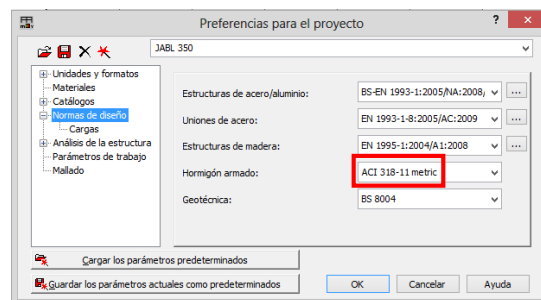 Preferencias para el proyecto
?
x
JABL 350
Unidades y formatos
Materiales
Catálogos
Normas de diseño
Cargas
Análisis de la estructura
Parámetros de trabajo
Mallado
Estructuras de acero/aluminio:
BS-EN 1993-1:2005/NA:2008/
...
Uniones de acero:
EN 1993-1-8:2005/AC:2009
Estructuras de madera:
EN 1995-1:2004/A1:2008
...
Hormigón armado:
ACI 318-11 metric
Geotécnica:
BS 8004
Cargar los parámetros predeterminados
Guardar los parámetros actuales como predeterminados
OK
Cancelar
Ayuda